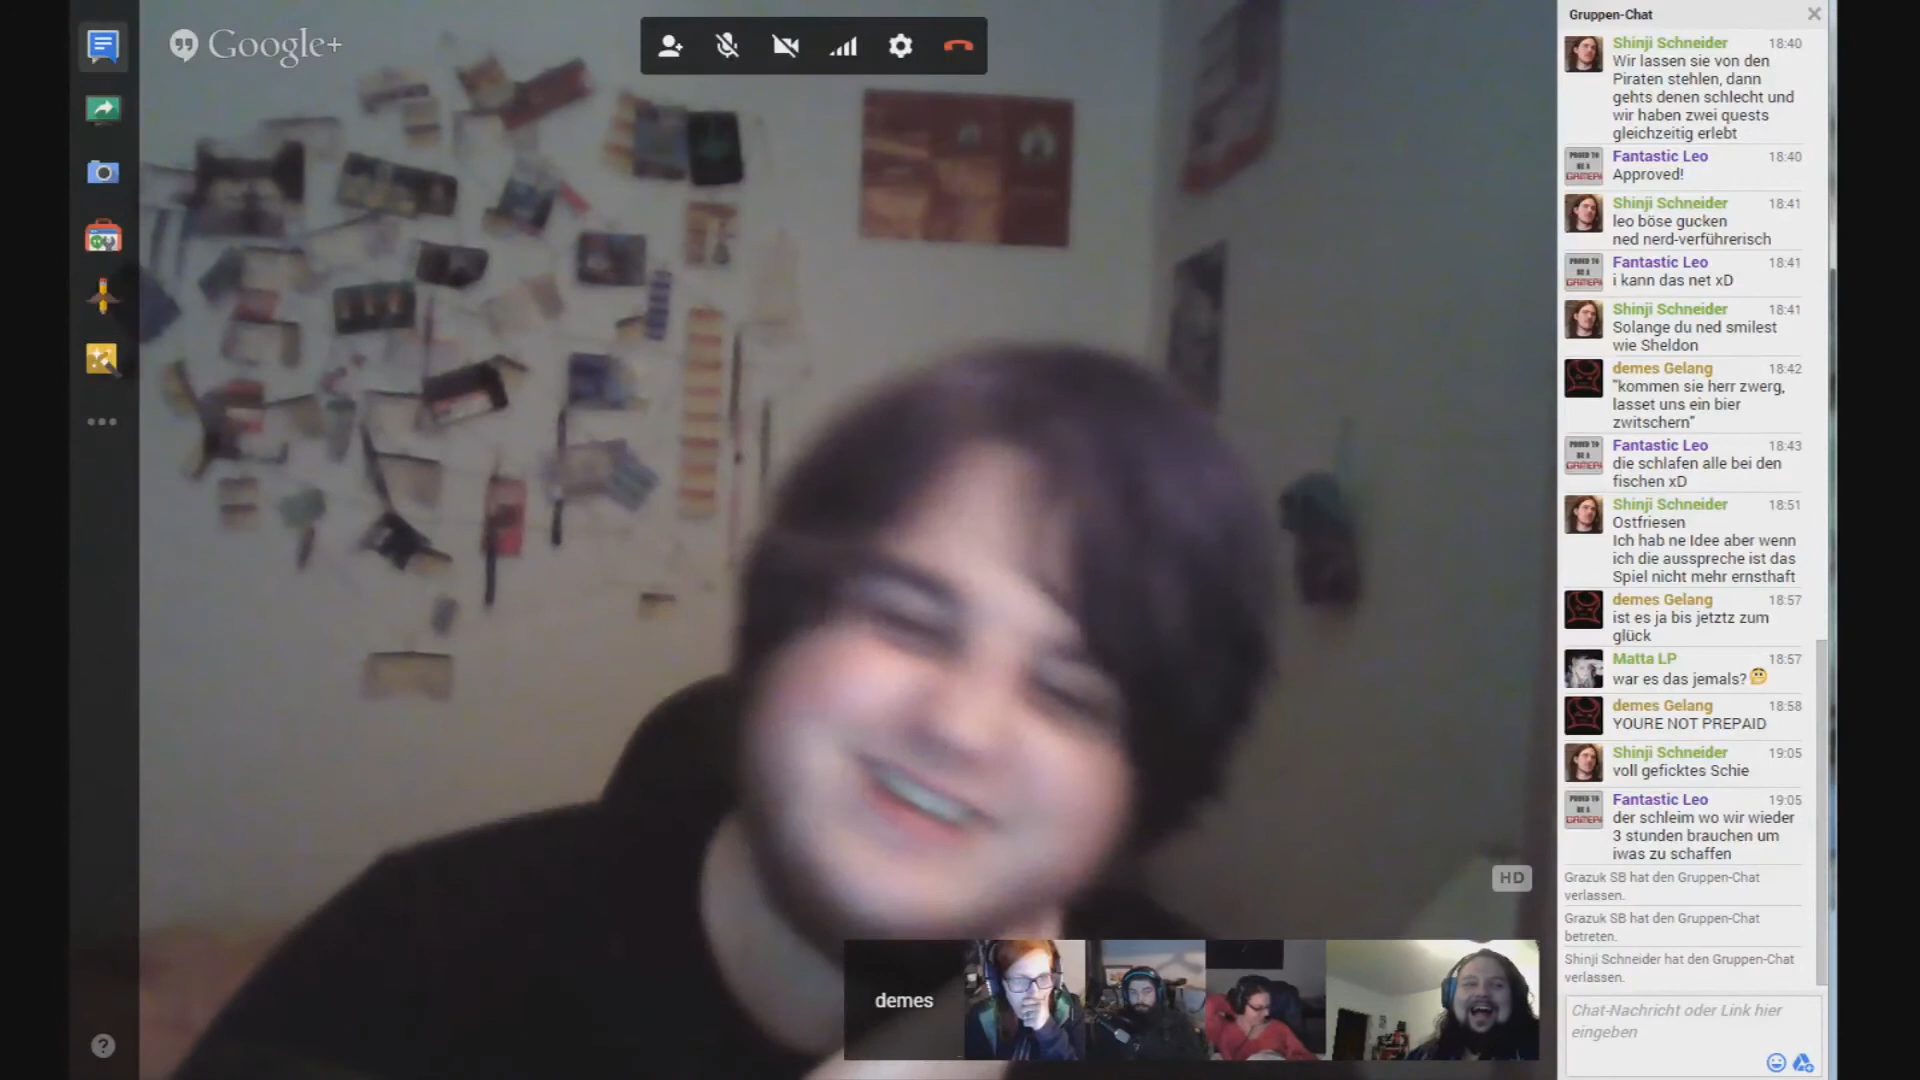 Google+
Gruppen-Chat
Shinji Schneider 18:40
Wir lassen sie von den
Piraten stehlen, dann
gehts denen schlecht und
wir haben zwei quests
gleichzeitig erlebt
Fantastic Leo 18:40
Approved!
Shinji Schneider 18:41
leo böse gucken
ned nerd-verführerisch
Fantastic Leo 18:41
i kann das net xD
Shinji Schneider 18:41
Solange du ned smilest
wie Sheldon
demes Gelang 18:42
"kommen sie herr zwerg,
lasset uns ein bier
zwitschern"
Fantastic Leo 18:43
die schlafen alle bei den
fischen xD
Shinji Schneider 18:51
Ostfriesen
Ich hab ne Idee aber wenn
ich die ausspreche ist das
Spiel nicht mehr ernsthaft
demes Gelang 18:57
ist es ja bis jetztz zum
glück
Matta LP 18:57
war es das jemals?
demes Gelang 18:58
YOURE NOT PREPAID
Shinji Schneider 19:05
voll geficktes Schie
Fantastic Leo 19:05
der schleim wo wir wieder
3 stunden brauchen um
iwas zu schaffen
Grazuk SB hat den Gruppen-Chat
verlassen.
Grazuk SB hat den Gruppen-Chat
betreten.
Shinji Schneider hat den Gruppen-Chat
verlassen.
Chat-Nachricht oder Link hier
eingeben
HD
demes